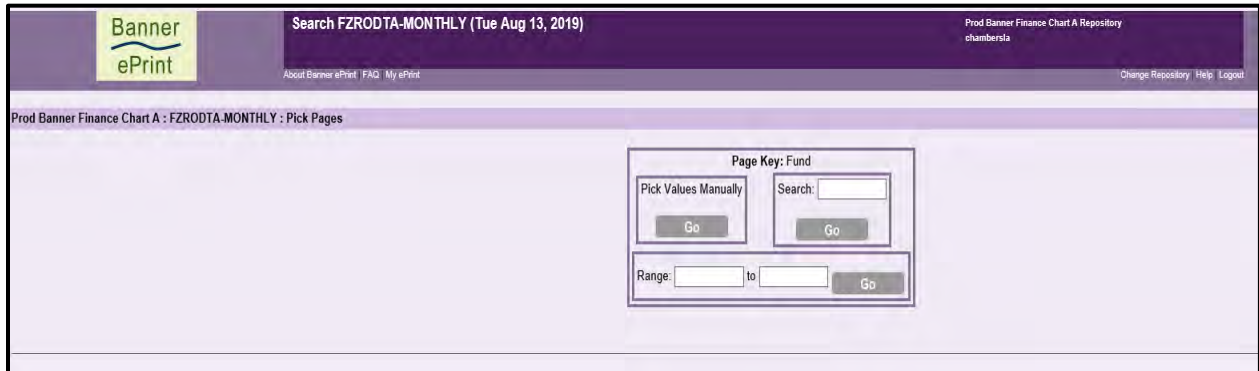 Banner
ePrint
Search FZRODTA-MONTHLY (Tue Aug 13, 2019)
Prod Banner Finance Chart A Repository
chambersla
About Banner ePrint | FAQ | My ePrint
Change Repository | Help | Logout
Prod Banner Finance Chart A : FZRODTA-MONTHLY : Pick Pages
Page Key: Fund
Pick Values Manually
Go
Search:
Go
Range: to Go